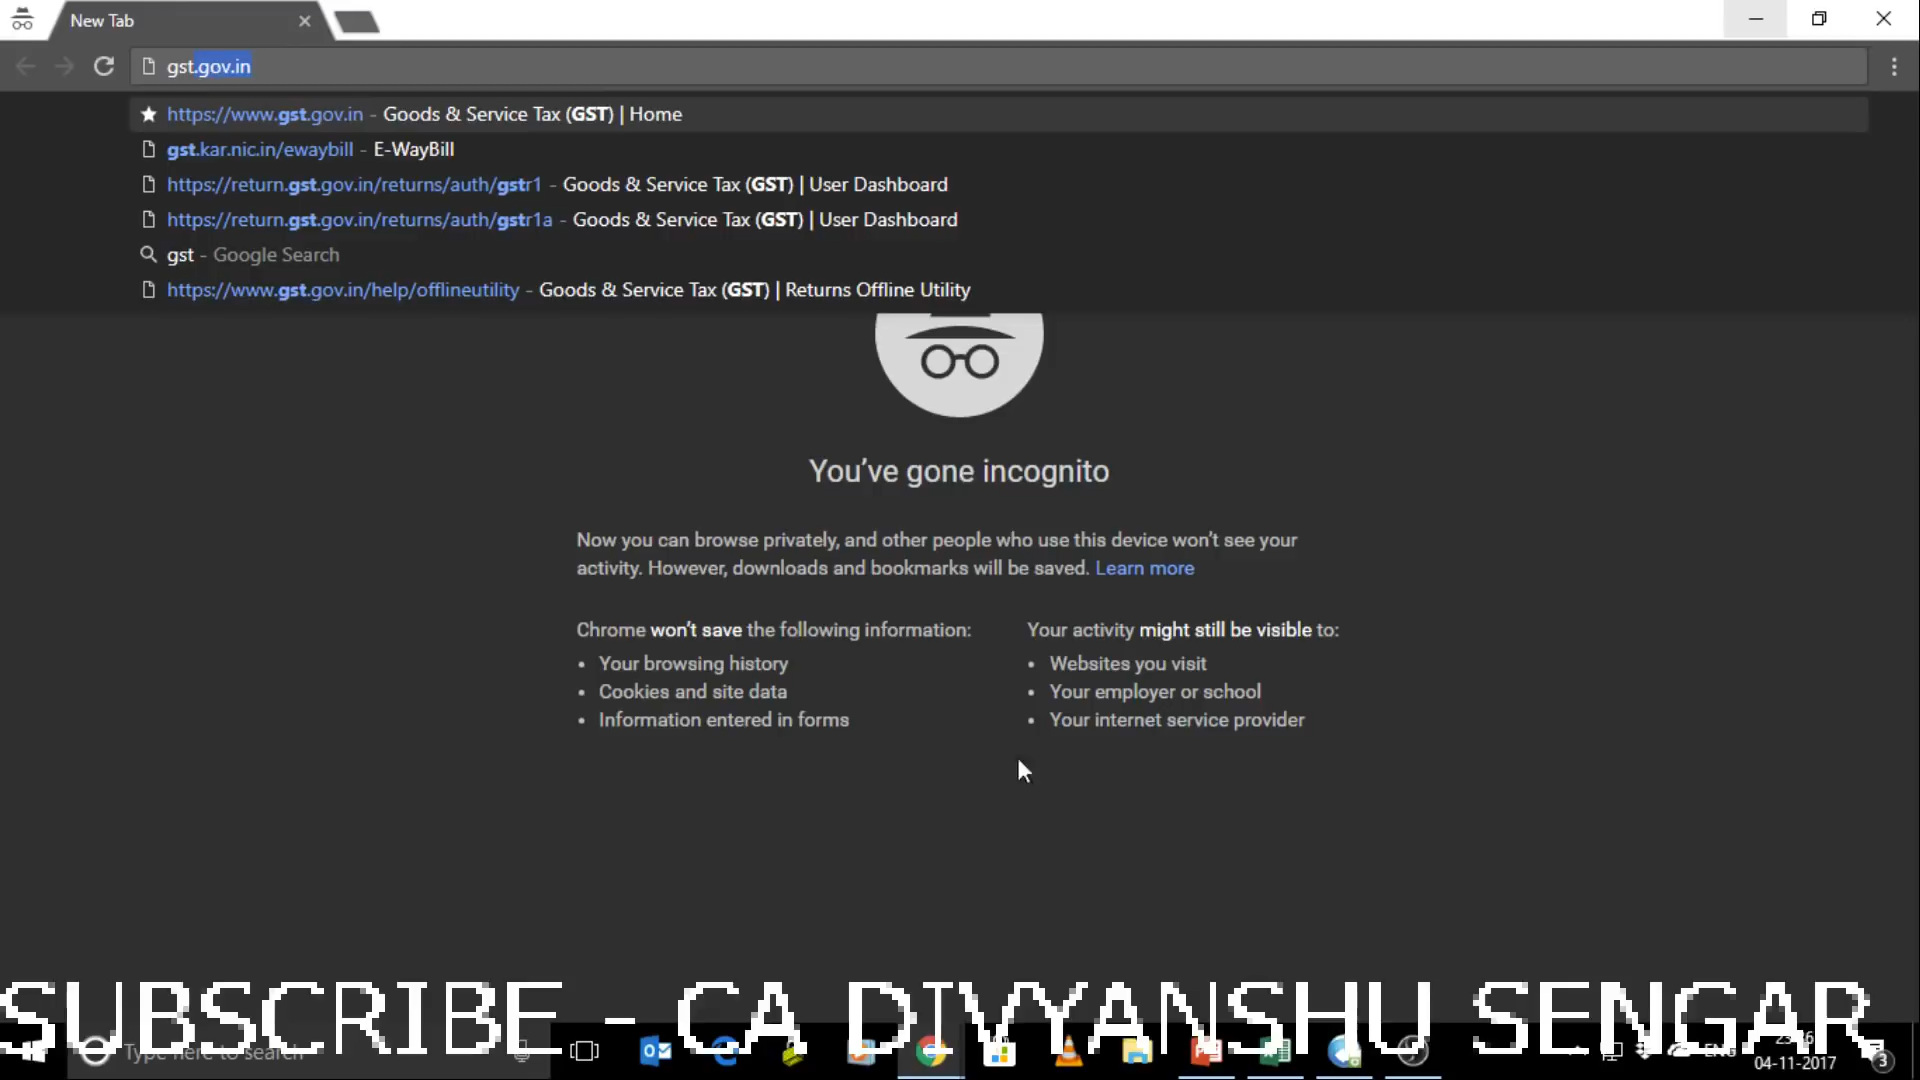 New Tab
gst.gov.in
https://www.gst.gov.in - Goods & Service Tax (GST) | Home
gst.kar.nic.in/ewaybill - E-WayBill
https://return.gst.gov.in/returns/auth/gstr1 - Goods & Service Tax (GST) | User Dashboard
https://return.gst.gov.in/returns/auth/gstr1a - Goods & Service Tax (GST) | User Dashboard
gst - Google Search
https://www.gst.gov.in/help/offlineutility - Goods & Service Tax (GST) | Returns Offline Utility
You've gone incognito
Now you can browse privately, and other people who use this device won't see your
activity. However, downloads and bookmarks will be saved. Learn more
Chrome won't save the following information:
• Your browsing history
• Cookies and site data
• Information entered in forms
Your activity might still be visible to:
• Websites you visit
• Your employer or school
• Your internet service provider
SUBSCRIBE - CA DIVYANSHU SENGAR
Type here to search
ENG
04-11-2017
3